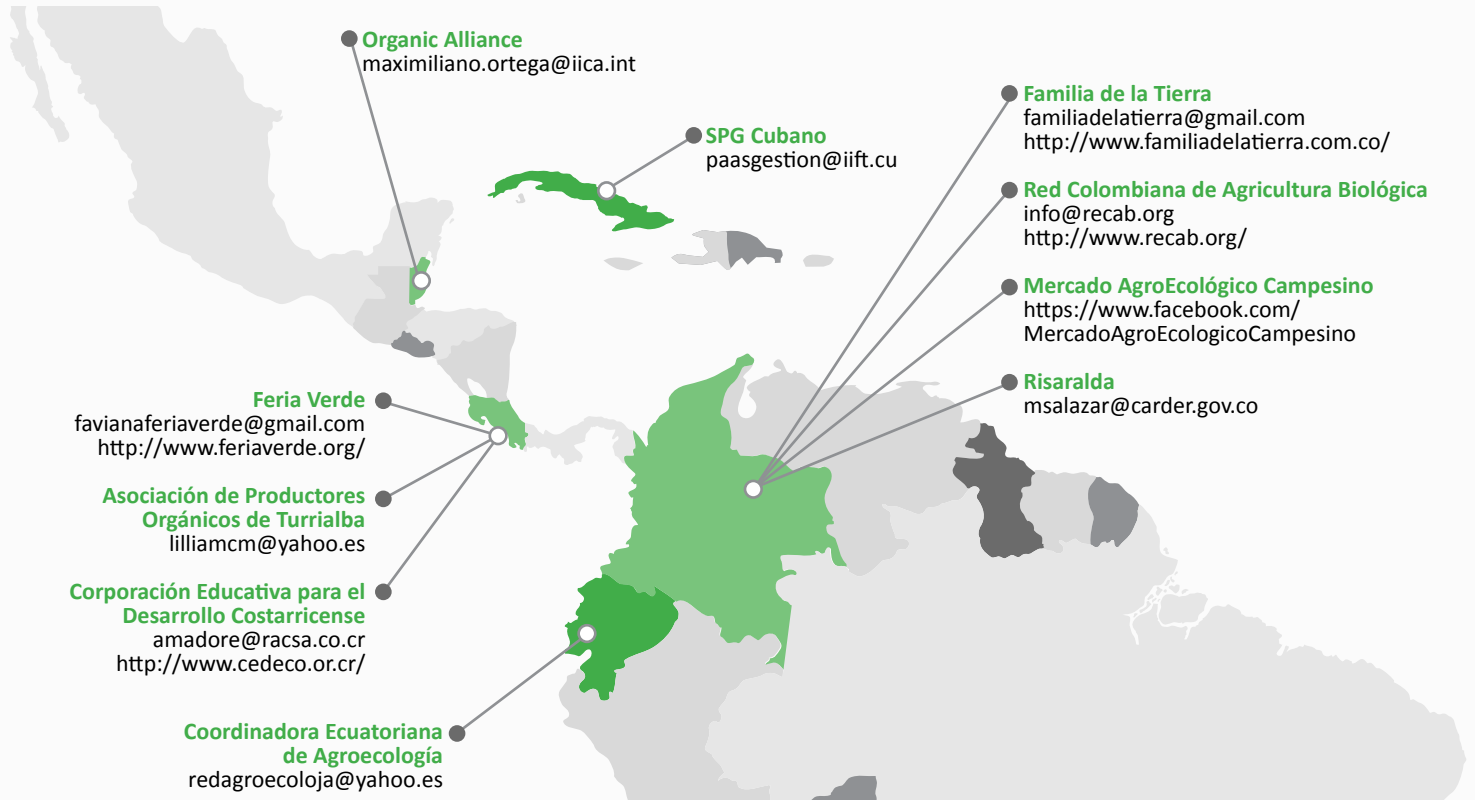 Organic Alliance
maximiliano.ortega@iica.int
SPG Cubano
paasgestion@iift.cu
Familia de la Tierra
familiadelatierra@gmail.com
http://www.familiadelatierra.com.co/
Red Colombiana de Agricultura Biológica
info@recab.org
http://www.recab.org/
Mercado AgroEcológico Campesino
https://www.facebook.com/
MercadoAgroEcologicoCampesino
Risaralda
msalazar@carder.gov.co
Feria Verde
favianaferiaverde@gmail.com
http://www.feriaverde.org/
Asociación de Productores
Orgánicos de Turrialba
lilliamcm@yahoo.es
Corporación Educativa para el
Desarrollo Costarricense
amadore@racsa.co.cr
http://www.cedeco.or.cr/
Coordinadora Ecuatoriana
de Agroecología
redagroecoloja@yahoo.es